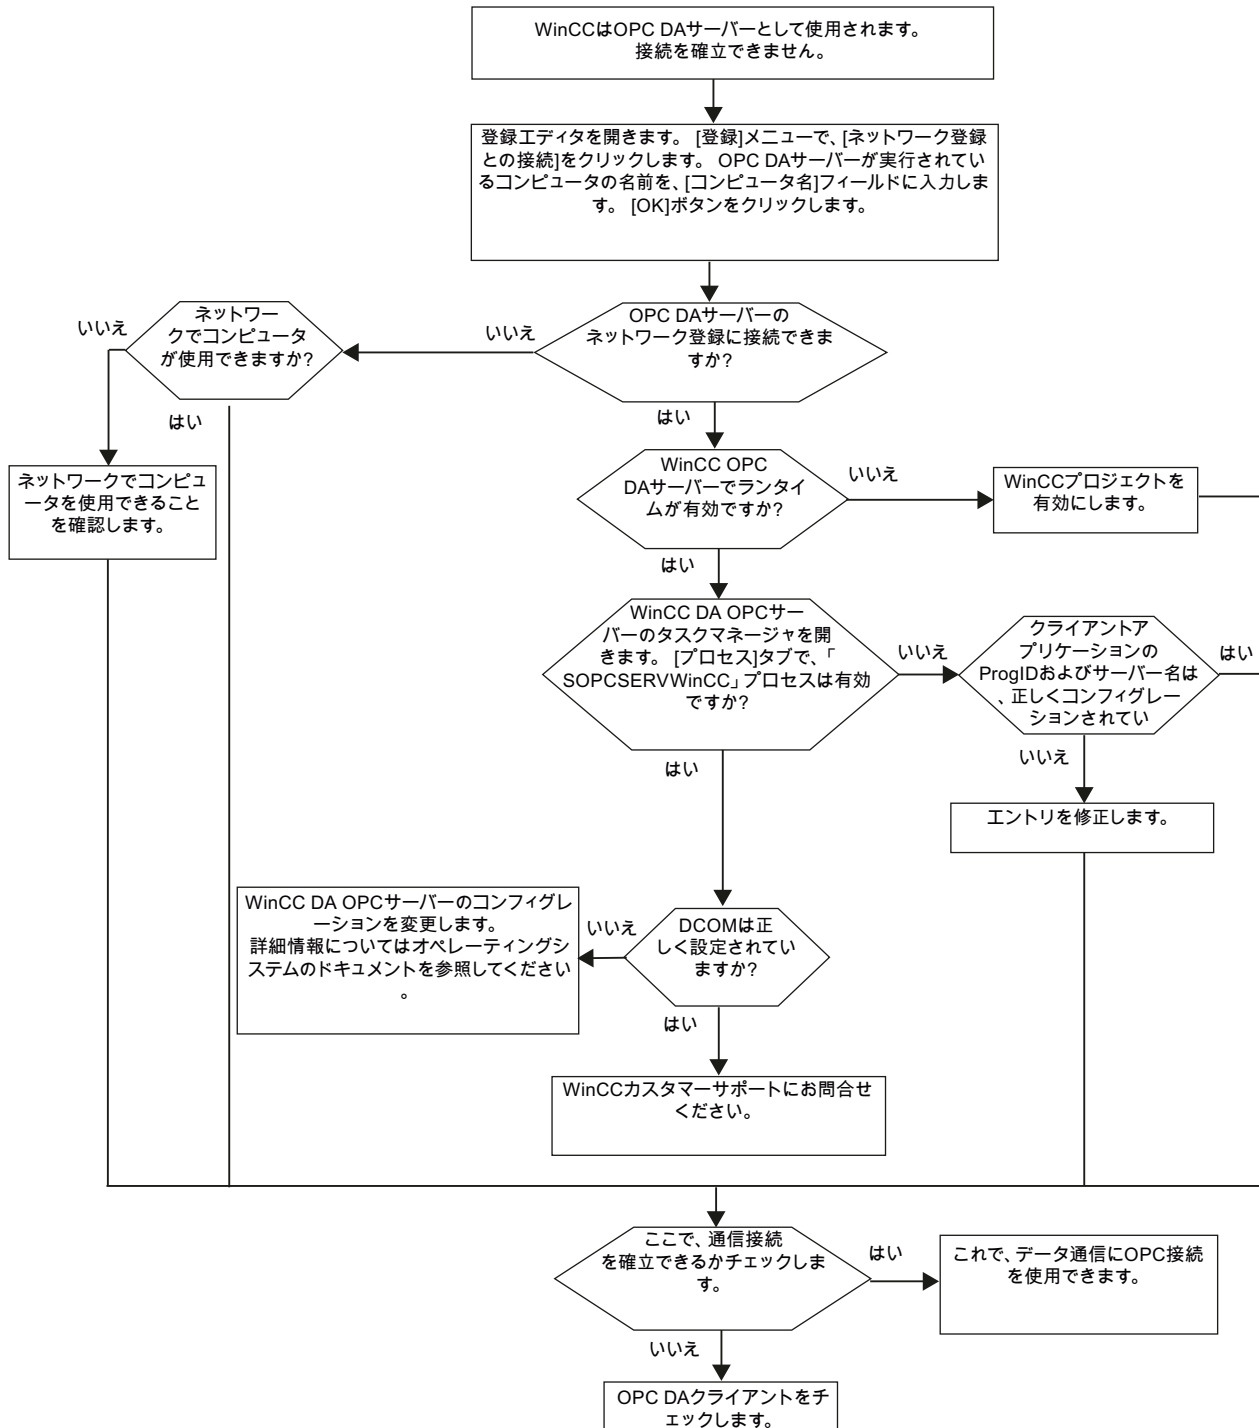 WinCCはOPC DAサーバーとして使用されます。
接続を確立できません。
登録エディタを開きます。 [登録]メニューで、[ネットワーク登録
との接続]をクリックします。 OPC DAサーバーが実行されてい
るコンピュータの名前を、[コンピュータ名]フィールドに入力しま
す。 [OK]ボタンをクリックします。
OPC DAサーバーの
ネットワーク登録に接続できま
すか?
いいえ
ネットワー
クでコンピュータ
が使用できますか?
いいえ
はい
はい
ネットワークでコンピュ
ータを使用できること
を確認します。
WinCC OPC
DAサーバーでランタイ
ムが有効ですか?
いいえ
WinCCプロジェクトを
有効にします。
はい
WinCC DA OPCサー
バーのタスクマネージャを開
きます。 [プロセス]タブで、「
SOPCSERVWinCC」プロセスは有効
ですか?
いいえ
クライアントア
プリケーションの
ProgIDおよびサーバー名は
、正しくコンフィグレー
ションされてい
はい
いいえ
はい
エントリを修正します。
WinCC DA OPCサーバーのコンフィグレ
ーションを変更します。
詳細情報についてはオペレーティングシ
ステムのドキュメントを参照してください
。
いいえ
DCOMは正
しく設定されてい
ますか?
はい
WinCCカスタマーサポートにお問合せ
ください。
ここで、通信接続
を確立できるかチェックしま
す。
はい
これで、データ通信にOPC接続
を使用できます。
いいえ
OPC DAクライアントをチ
ェックします。